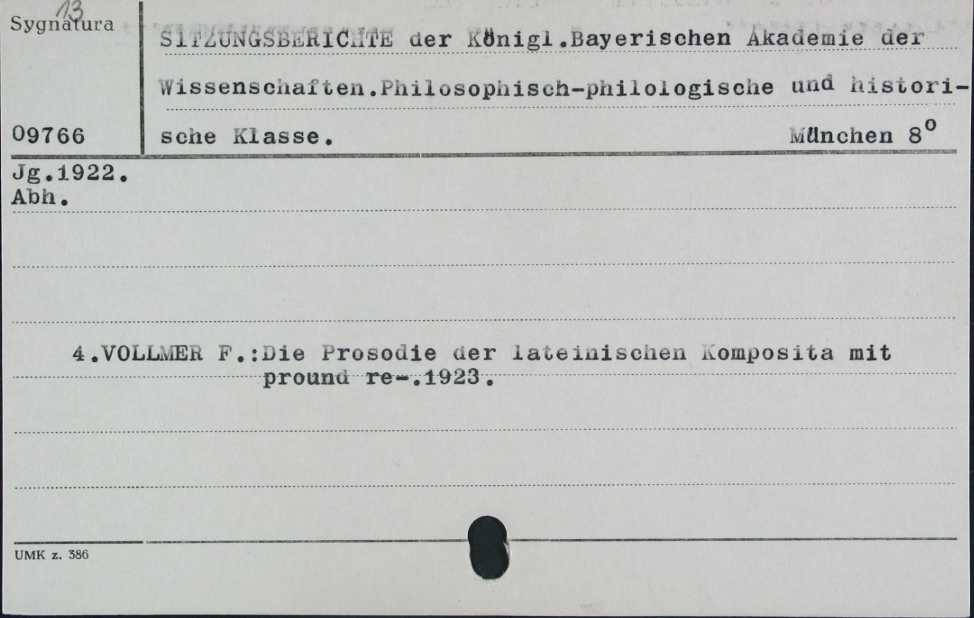 13
Sygnatura
SITZUNGSBERICHTE der Königl.Bayerischen Akademie der
Wissenschaften.Philosophisch-philologische und histori-
09766 sche Klasse. München 8°
Jg.1922.
Abh.
4.VOLLMER F.:Die Prosodie der lateinischen Komposita mit
pround re-.1923.
UMK z. 386